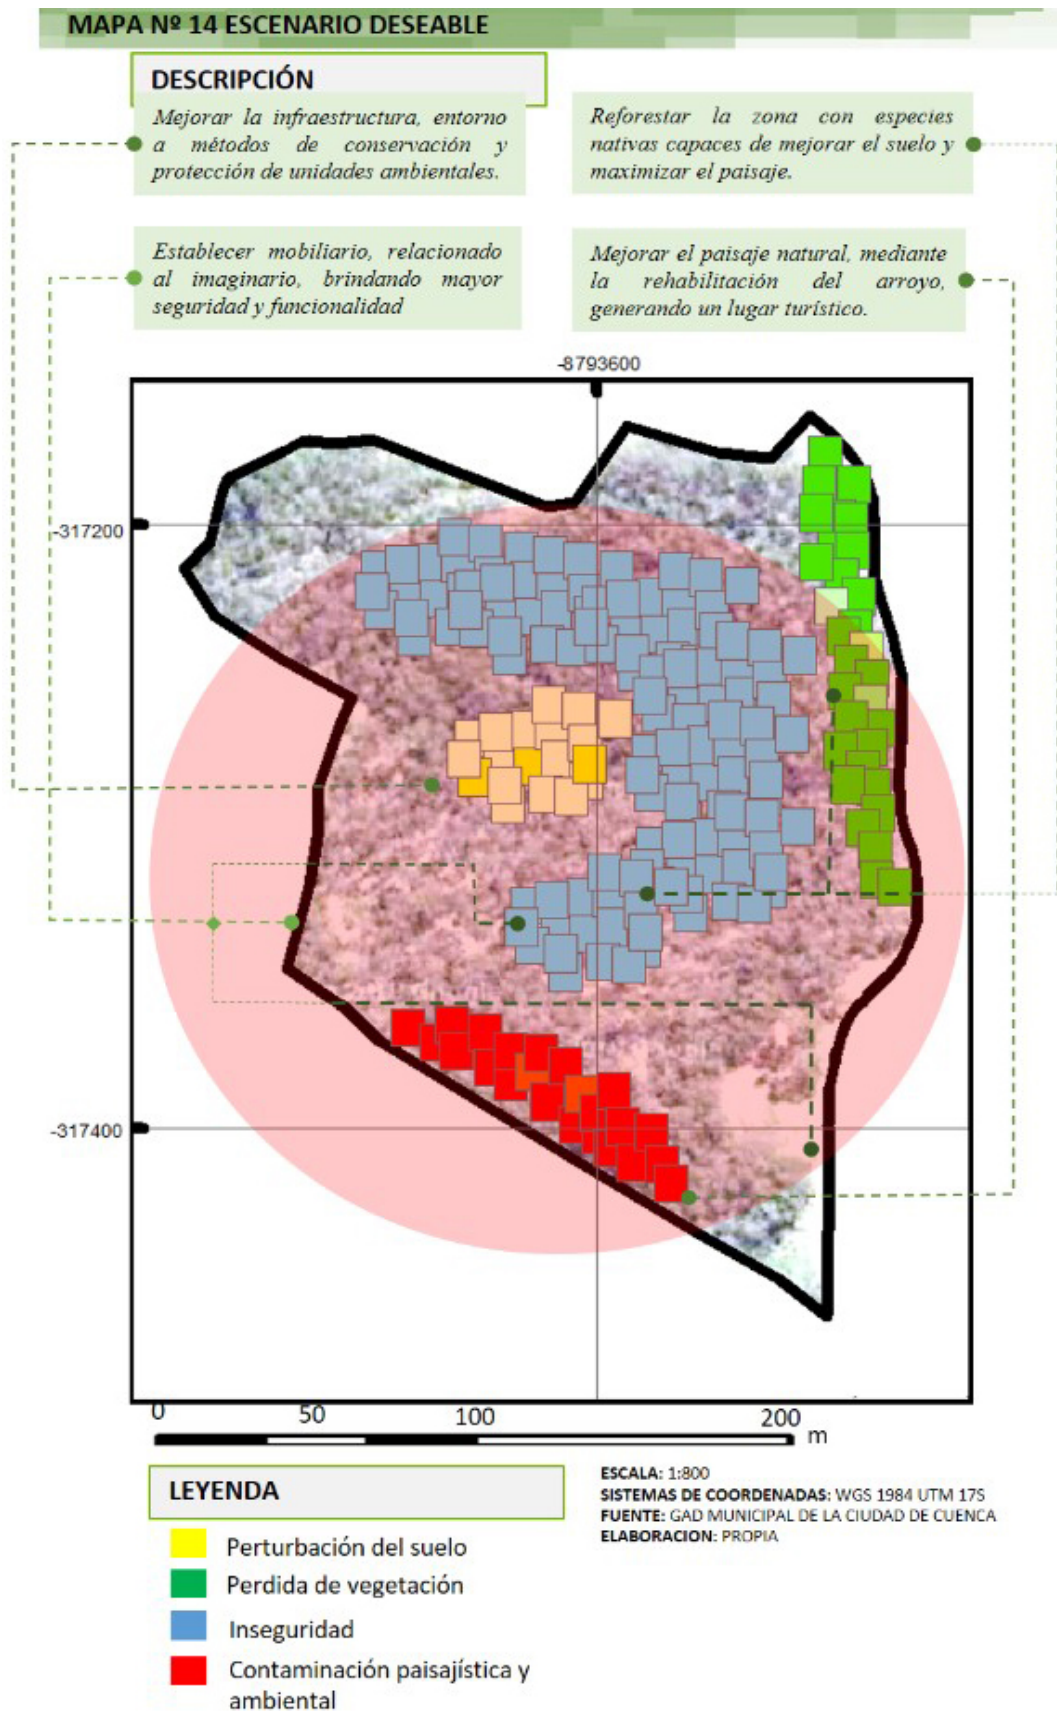 MAPA Nº 14 ESCENARIO DESEABLE
DESCRIPCIÓN
Mejorar la infraestructura, entorno
a métodos de conservación y
protección de unidades ambientales.
Reforestar la zona con especies
nativas capaces de mejorar el suelo y
maximizar el paisaje.
Establecer mobiliario, relacionado
al imaginario, brindando mayor
seguridad y funcionalidad
Mejorar el paisaje natural, mediante
la rehabilitación del arroyo,
generando un lugar turístico.
-8793600
-317200
-317400
0 50 100 200
m
LEYENDA
Perturbación del suelo
Perdida de vegetación
Inseguridad
Contaminación paisajística y
ambiental
ESCALA: 1:800
SISTEMAS DE COORDENADAS: WGS 1984 UTM 17S
FUENTE: GAD MUNICIPAL DE LA CIUDAD DE CUENCA
ELABORACION: PROPIA